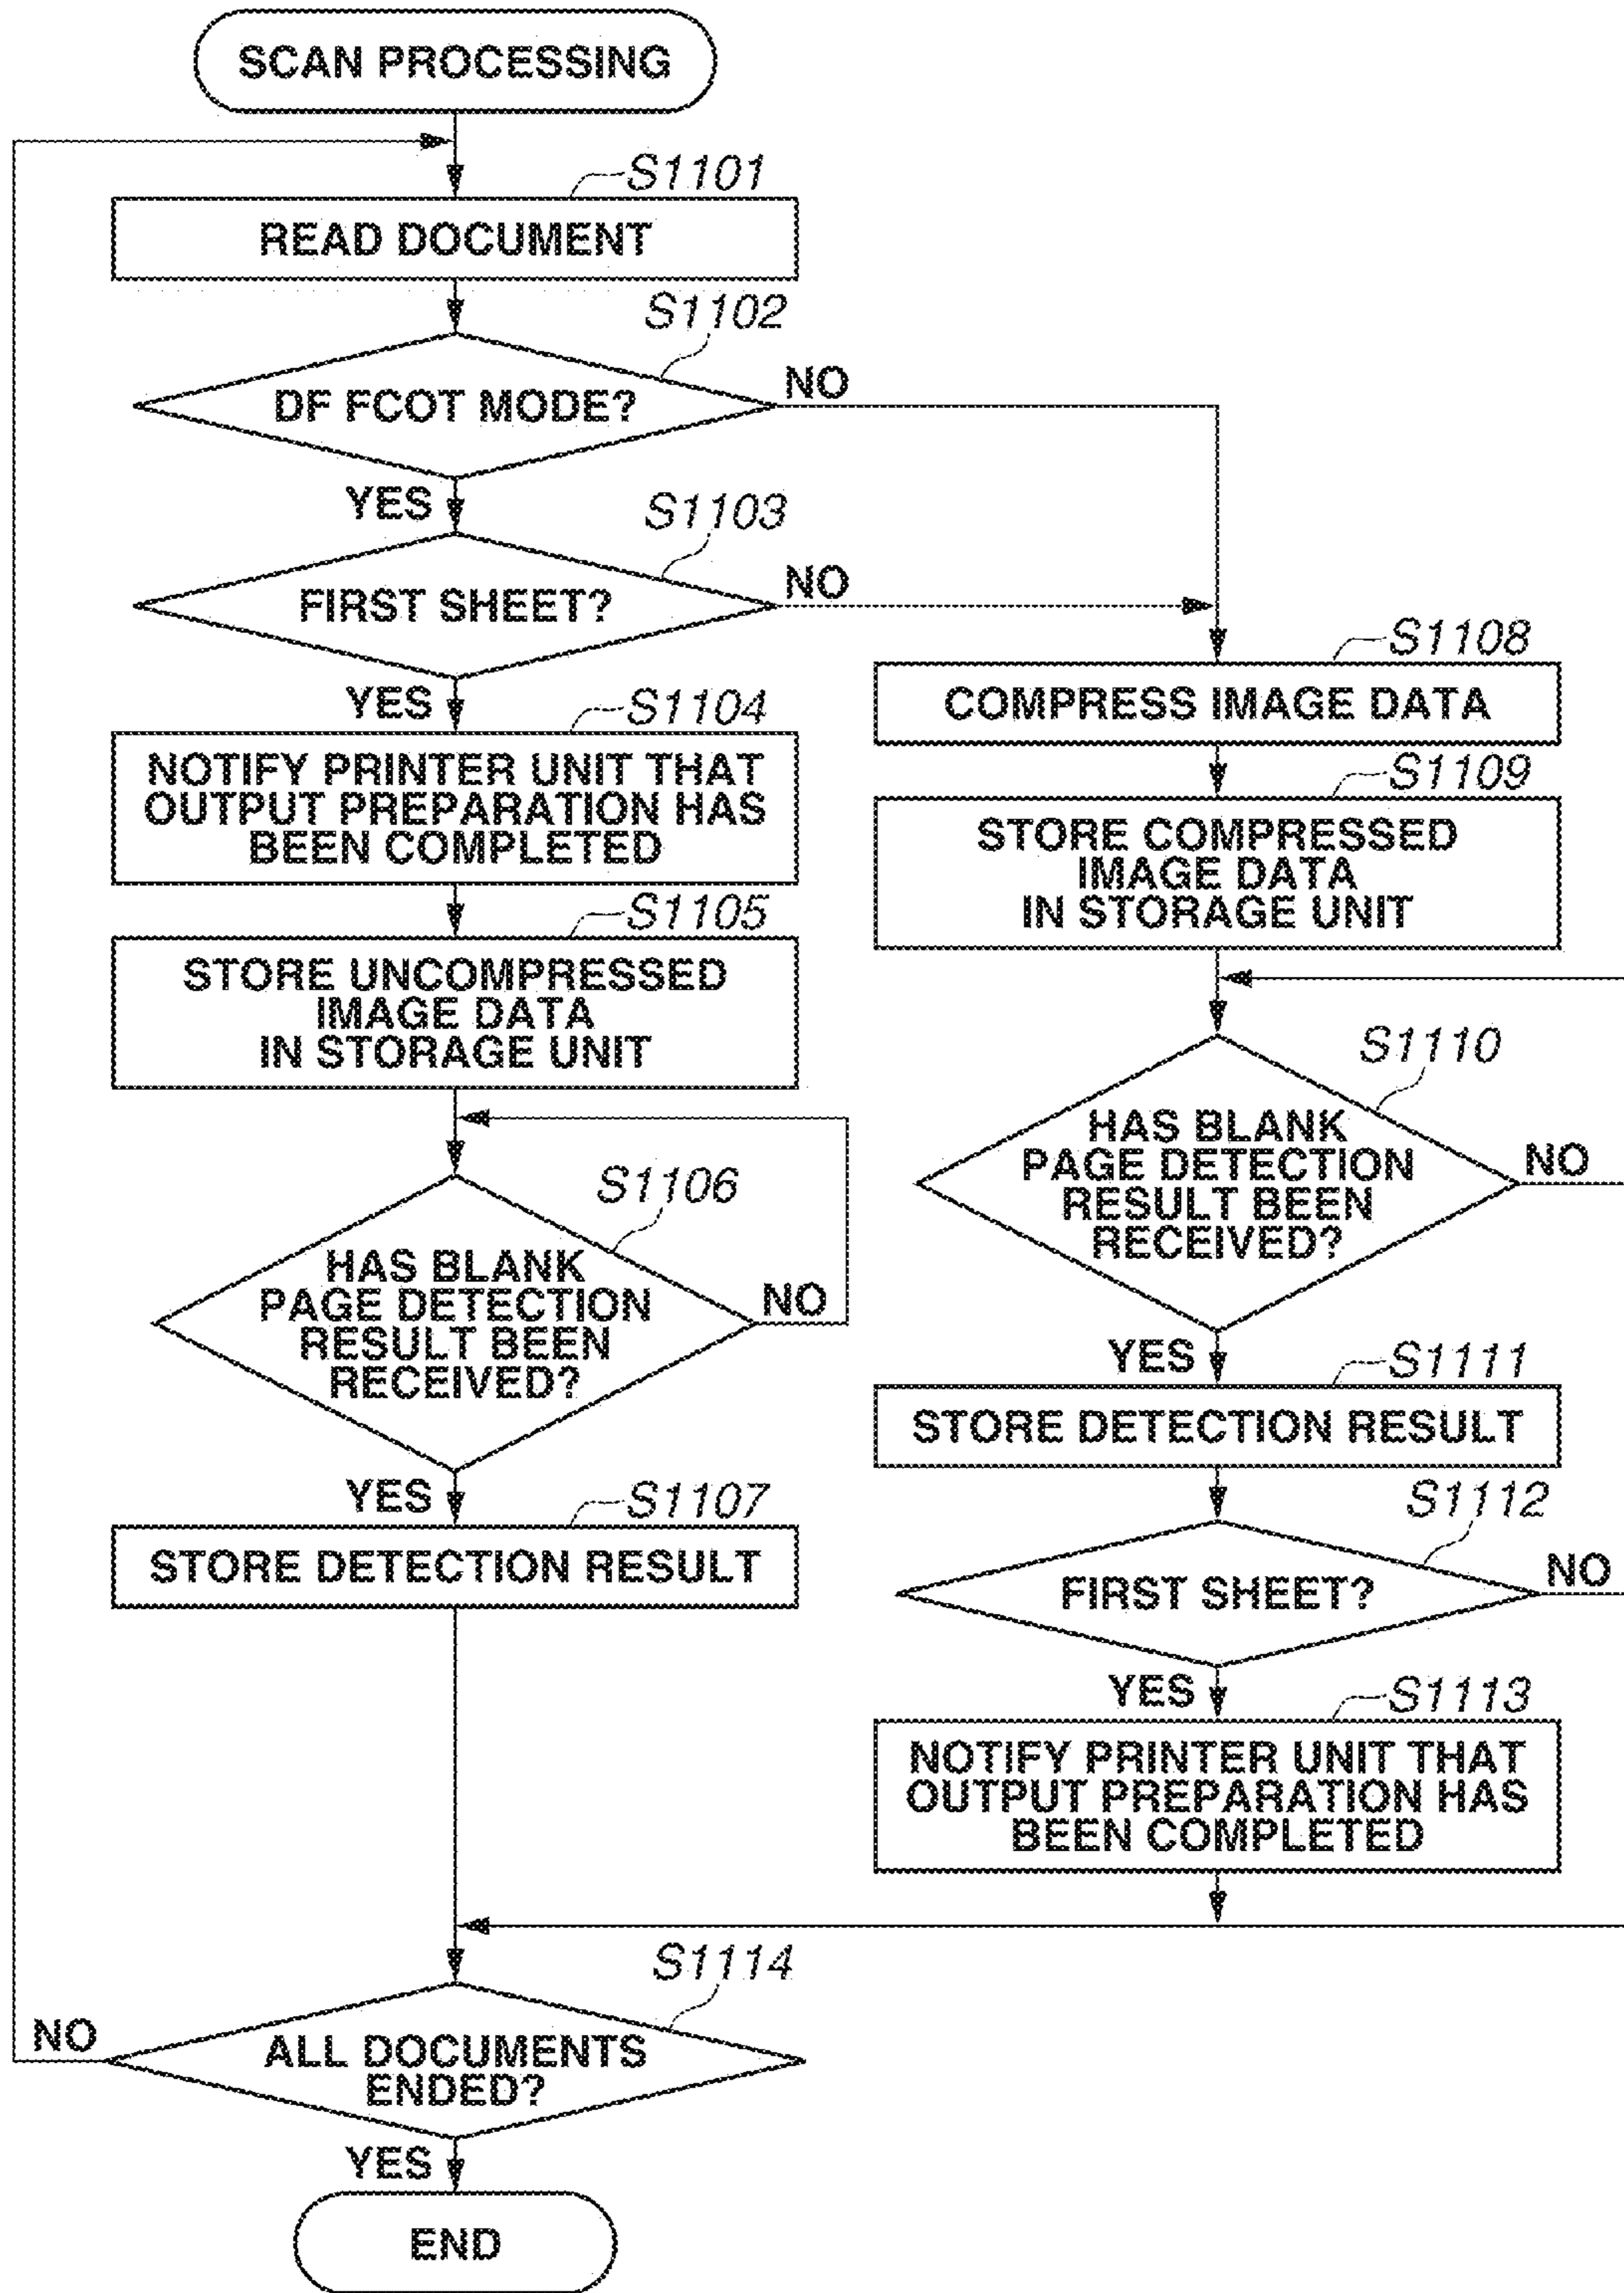 SCAN PROCESSING
S1101
READ DOCUMENT
S1102
DF FCOT MODE?
NO
YES
S1103
FIRST SHEET?
NO
YES
S1104
NOTIFY PRINTER UNIT THAT
OUTPUT PREPARATION HAS
BEEN COMPLETED
S1105
STORE UNCOMPRESSED
IMAGE DATA
IN STORAGE UNIT
S1106
HAS BLANK
PAGE DETECTION
RESULT BEEN
RECEIVED?
NO
YES
S1107
STORE DETECTION RESULT
S1108
COMPRESS IMAGE DATA
S1109
STORE COMPRESSED
IMAGE DATA
IN STORAGE UNIT
S1110
HAS BLANK
PAGE DETECTION
RESULT BEEN
RECEIVED?
NO
YES
S1111
STORE DETECTION RESULT
S1112
FIRST SHEET?
NO
YES
S1113
NOTIFY PRINTER UNIT THAT
OUTPUT PREPARATION HAS
BEEN COMPLETED
S1114
ALL DOCUMENTS
ENDED?
NO
YES
END